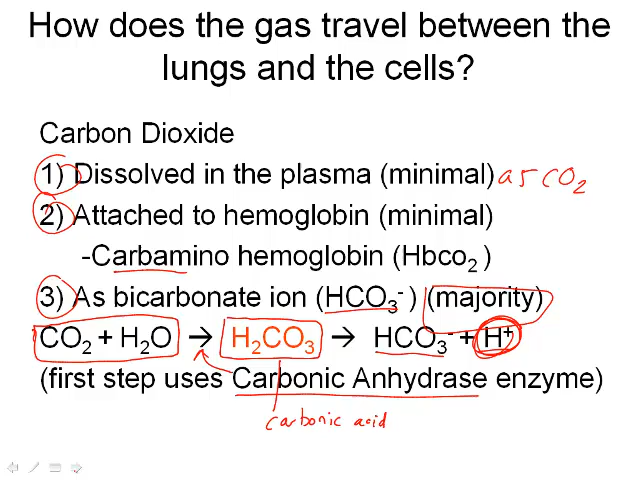 How does the gas travel between the
lungs and the cells?
Carbon Dioxide
1) Dissolved in the plasma (minimal) as CO₂
2) Attached to hemoglobin (minimal)
-Carbamino hemoglobin (Hbco₂)
3) As bicarbonate ion (HCO₃⁻) (majority)
CO₂ + H₂O → H₂CO₃ → HCO₃⁻ + H⁺
(first step uses Carbonic Anhydrase enzyme)
carbonic acid